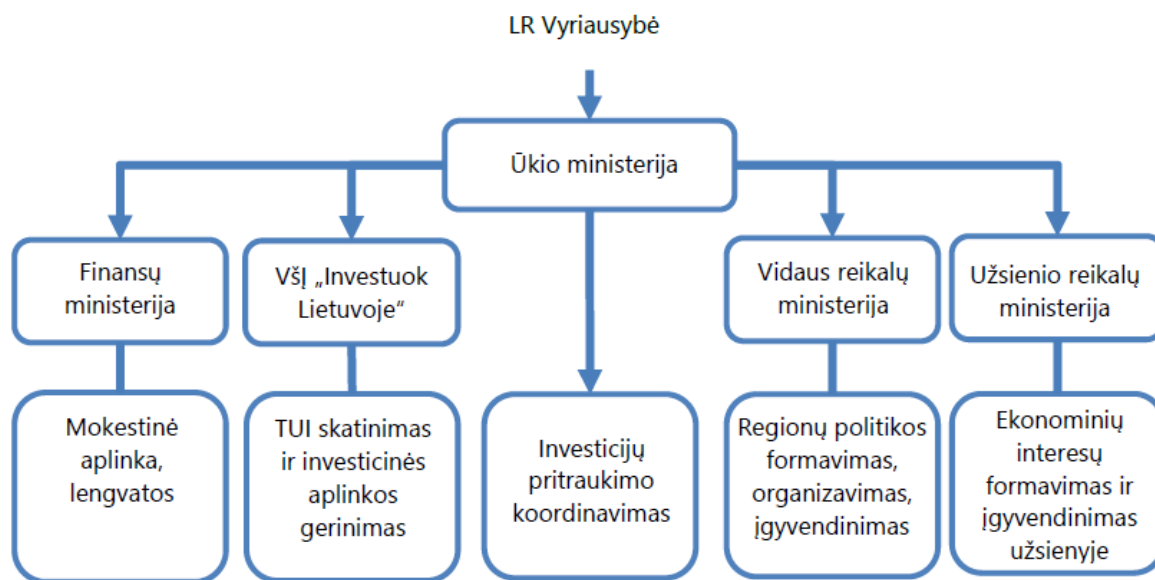 LR Vyriausybė
Ūkio ministerija
Finansų
ministerija
VšĮ „Investuok
Lietuvoje“
Vidaus reikalų
ministerija
Užsienio reikalų
ministerija
Mokestinė
aplinka,
lengvatos
TUI skatinimas
ir investicinės
aplinkos
gerinimas
Investicijų
pritraukimo
koordinavimas
Regionų politikos
formavimas,
organizavimas,
įgyvendinimas
Ekonominių
interesų
formavimas ir
įgyvendinimas
užsienyje